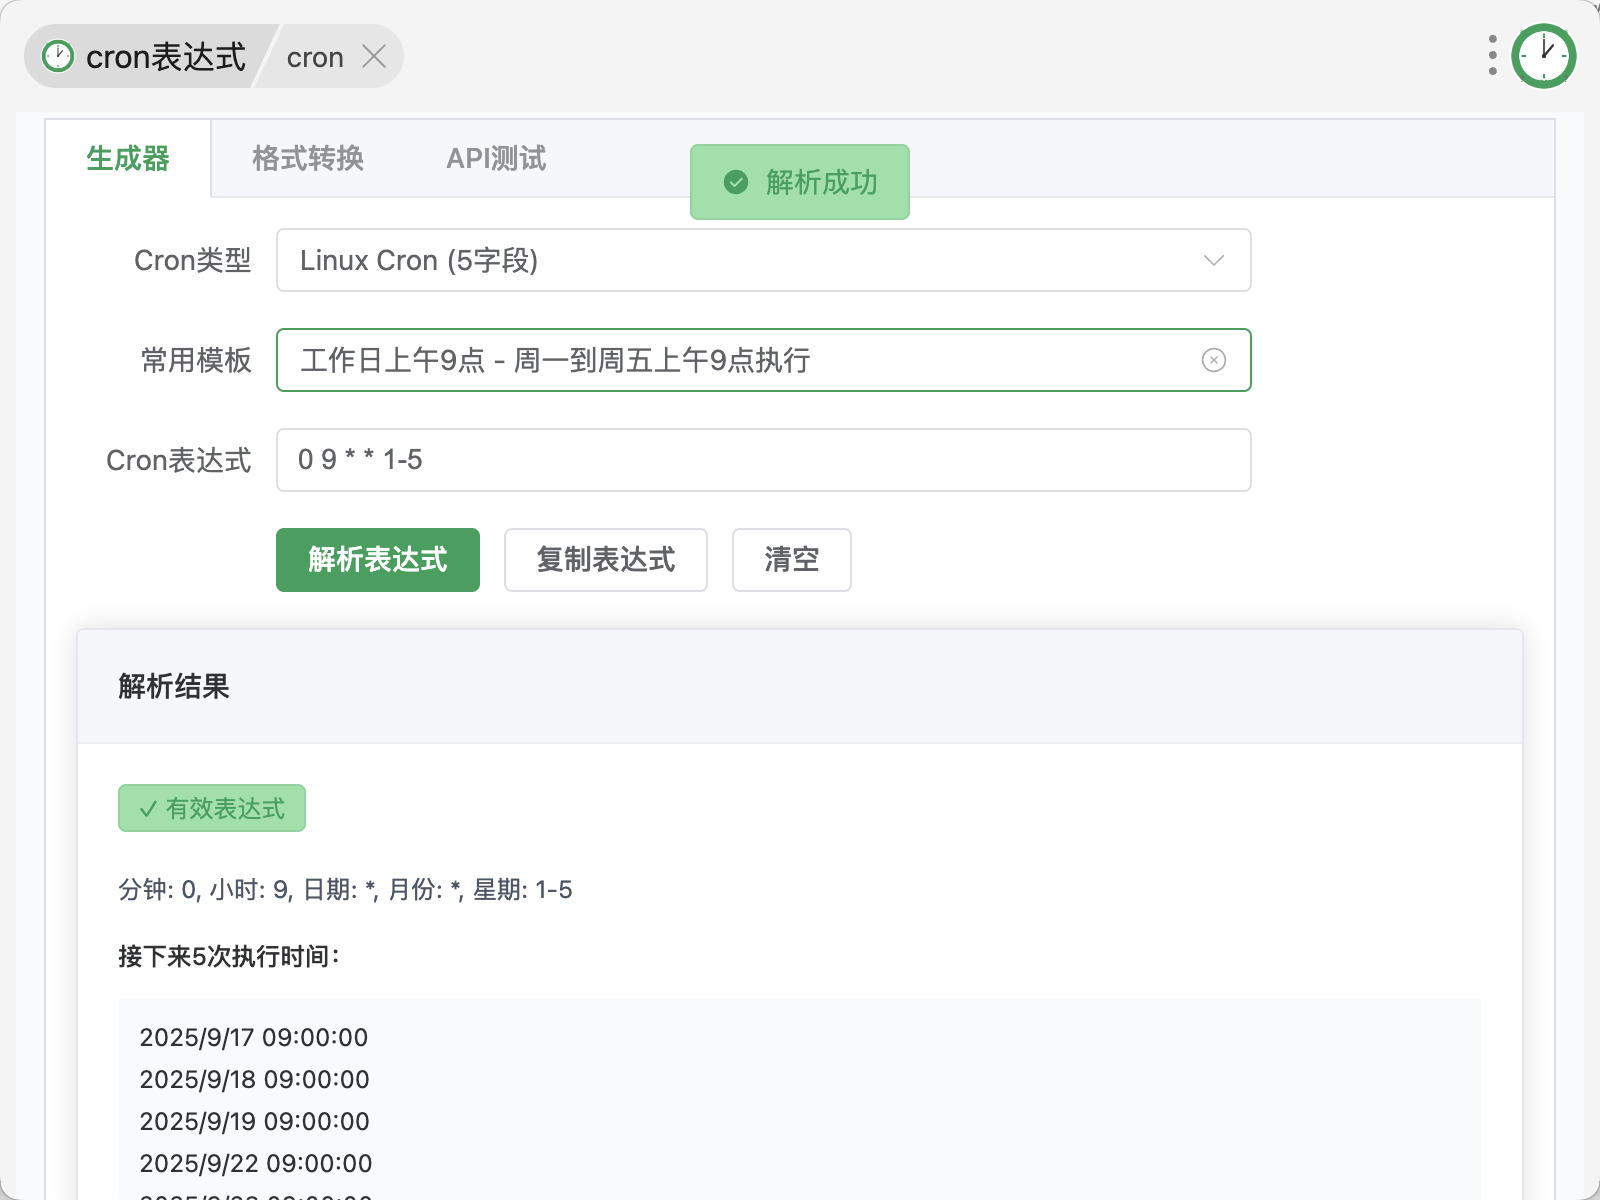 cron表达式 cron
生成器 格式转换 API测试
解析成功
Cron类型 Linux Cron (5字段)
常用模板 工作日上午9点 - 周一到周五上午9点执行
Cron表达式 0 9 * * 1-5
解析表达式 复制表达式 清空
解析结果
有效表达式
分钟: 0, 小时: 9, 日期: *, 月份: *, 星期: 1-5
接下来5次执行时间：
2025/9/17 09:00:00
2025/9/18 09:00:00
2025/9/19 09:00:00
2025/9/22 09:00:00